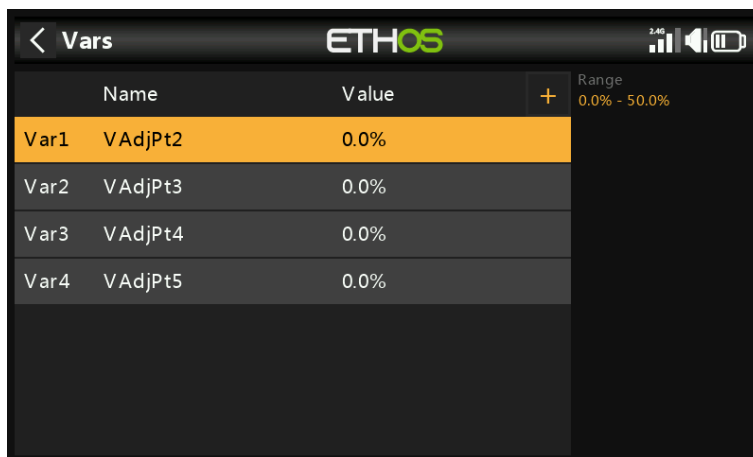 Vars
ETHOS
2.4G
Name Value +
Range
0.0% - 50.0%
Var1 VAdjPt2 0.0%
Var2 VAdjPt3 0.0%
Var3 VAdjPt4 0.0%
Var4 VAdjPt5 0.0%